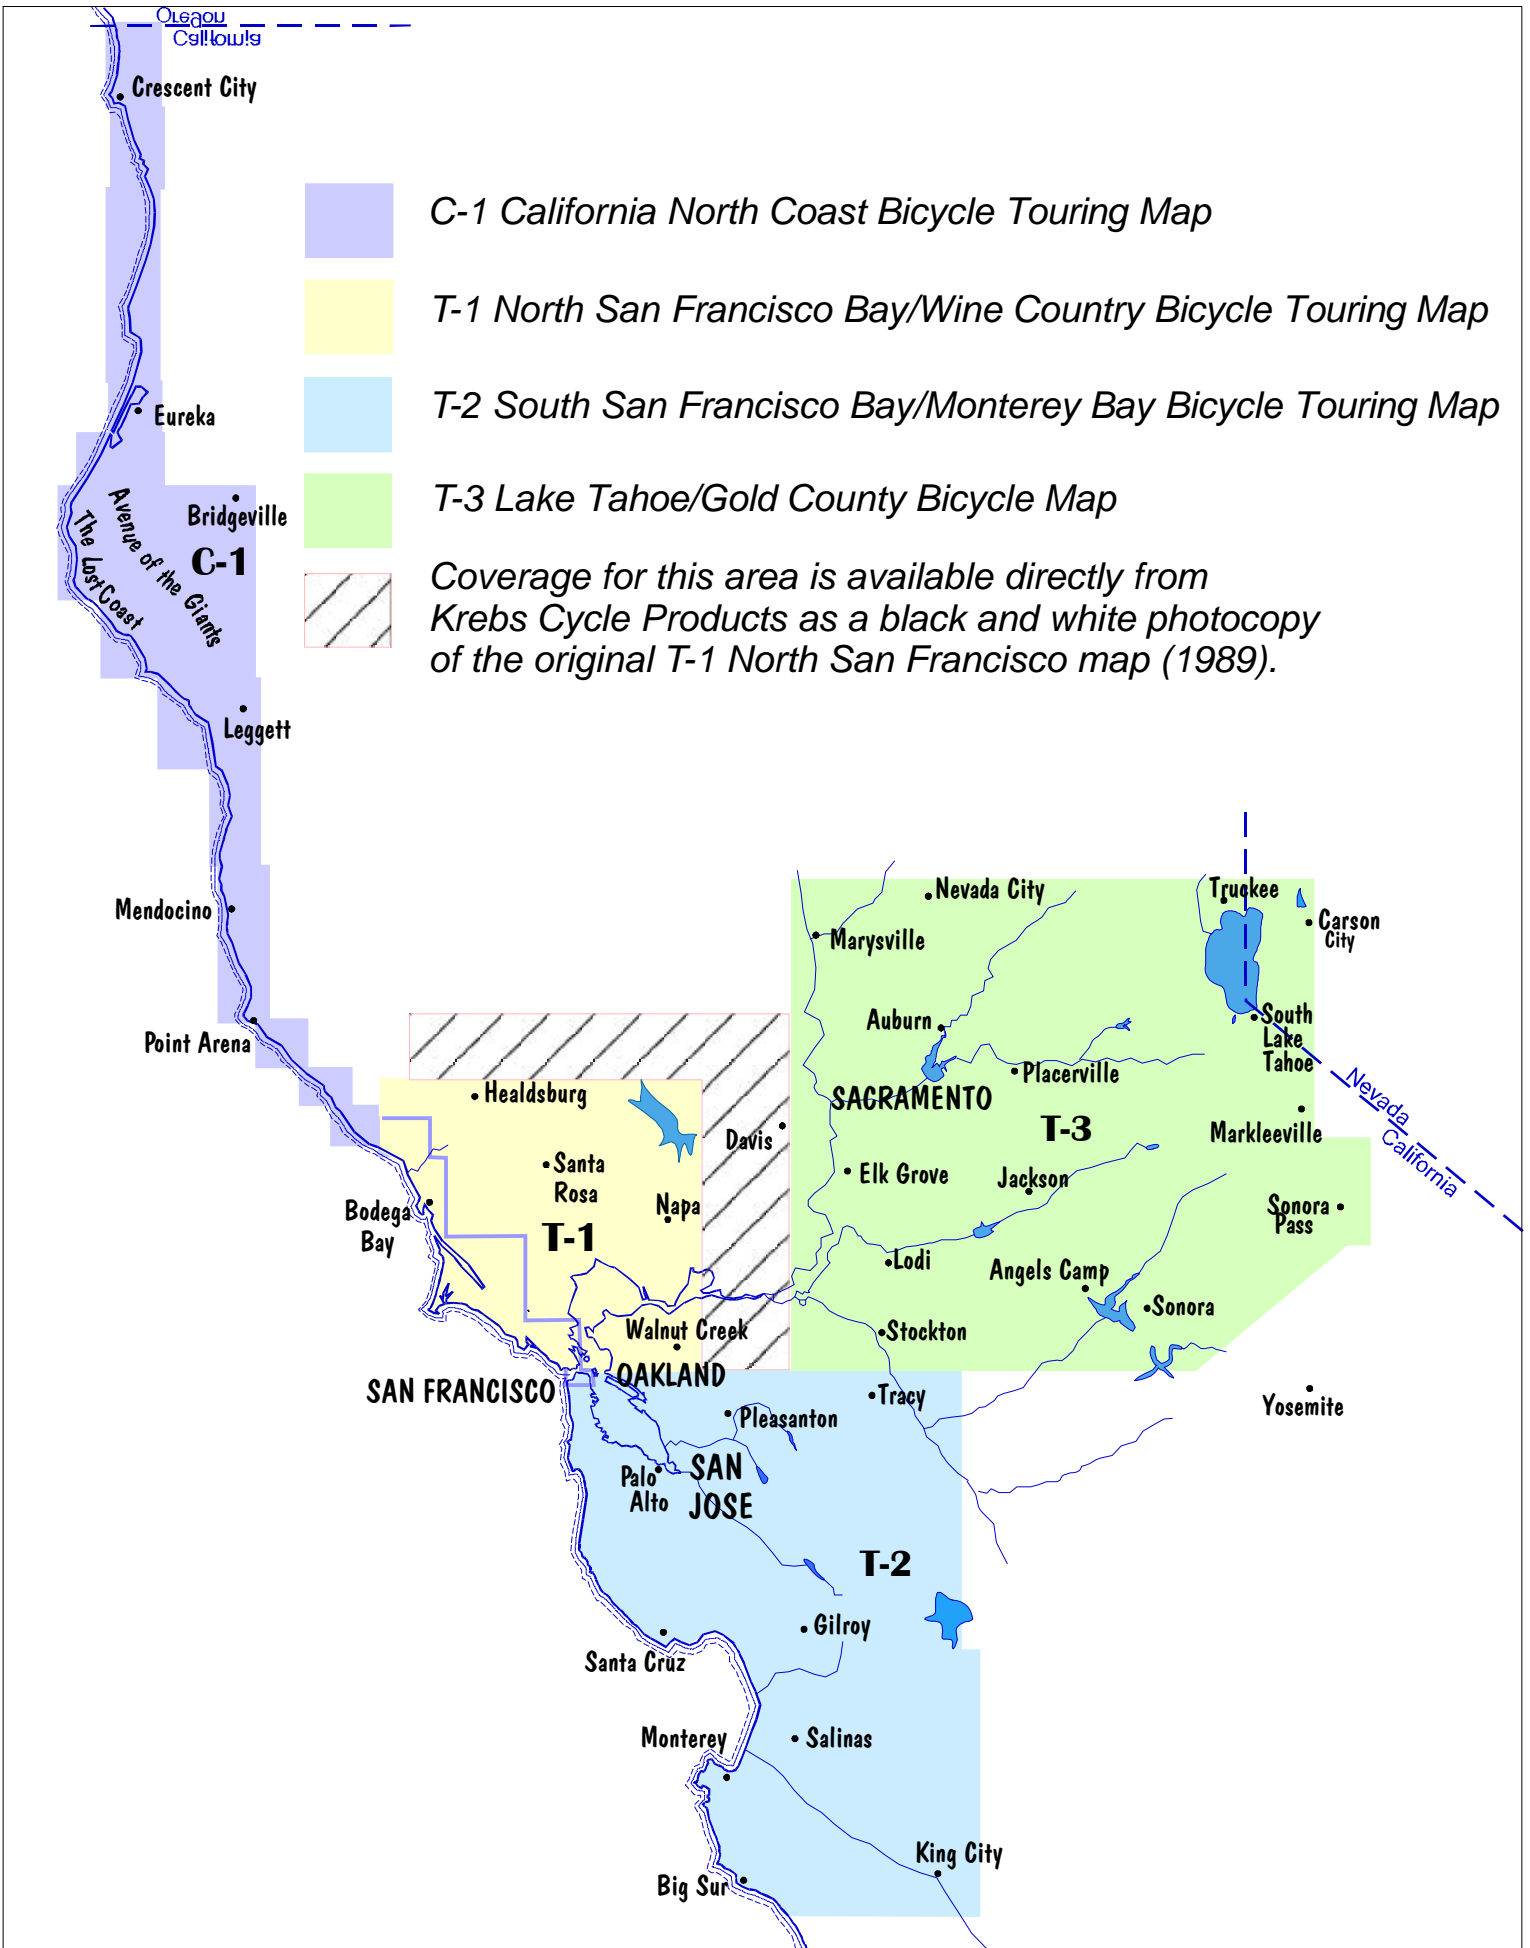 Oregon
California
Crescent City
C-1 California North Coast Bicycle Touring Map
T-1 North San Francisco Bay/Wine Country Bicycle Touring Map
T-2 South San Francisco Bay/Monterey Bay Bicycle Touring Map
Eureka
T-3 Lake Tahoe/Gold County Bicycle Map
Bridgeville
Avenue of the Giants
The Lost Coast
C-1
Coverage for this area is available directly from
Krebs Cycle Products as a black and white photocopy
of the original T-1 North San Francisco map (1989).
Leggett
Mendocino
Point Arena
Nevada City
Truckee
Marysville
Carson
City
Auburn
South
Lake
Tahoe
Placerville
SACRAMENTO
T-3
Nevada
California
Markleeville
Healdsburg
Davis
Santa
Rosa
Napa
T-1
Elk Grove
Jackson
Sonora
Pass
Bodega
Bay
Lodi
Angels Camp
Sonora
Stockton
Walnut Creek
OAKLAND
SAN FRANCISCO
Tracy
Yosemite
Pleasanton
Palo
Alto
SAN
JOSE
T-2
Gilroy
Santa Cruz
Monterey
Salinas
King City
Big Sur